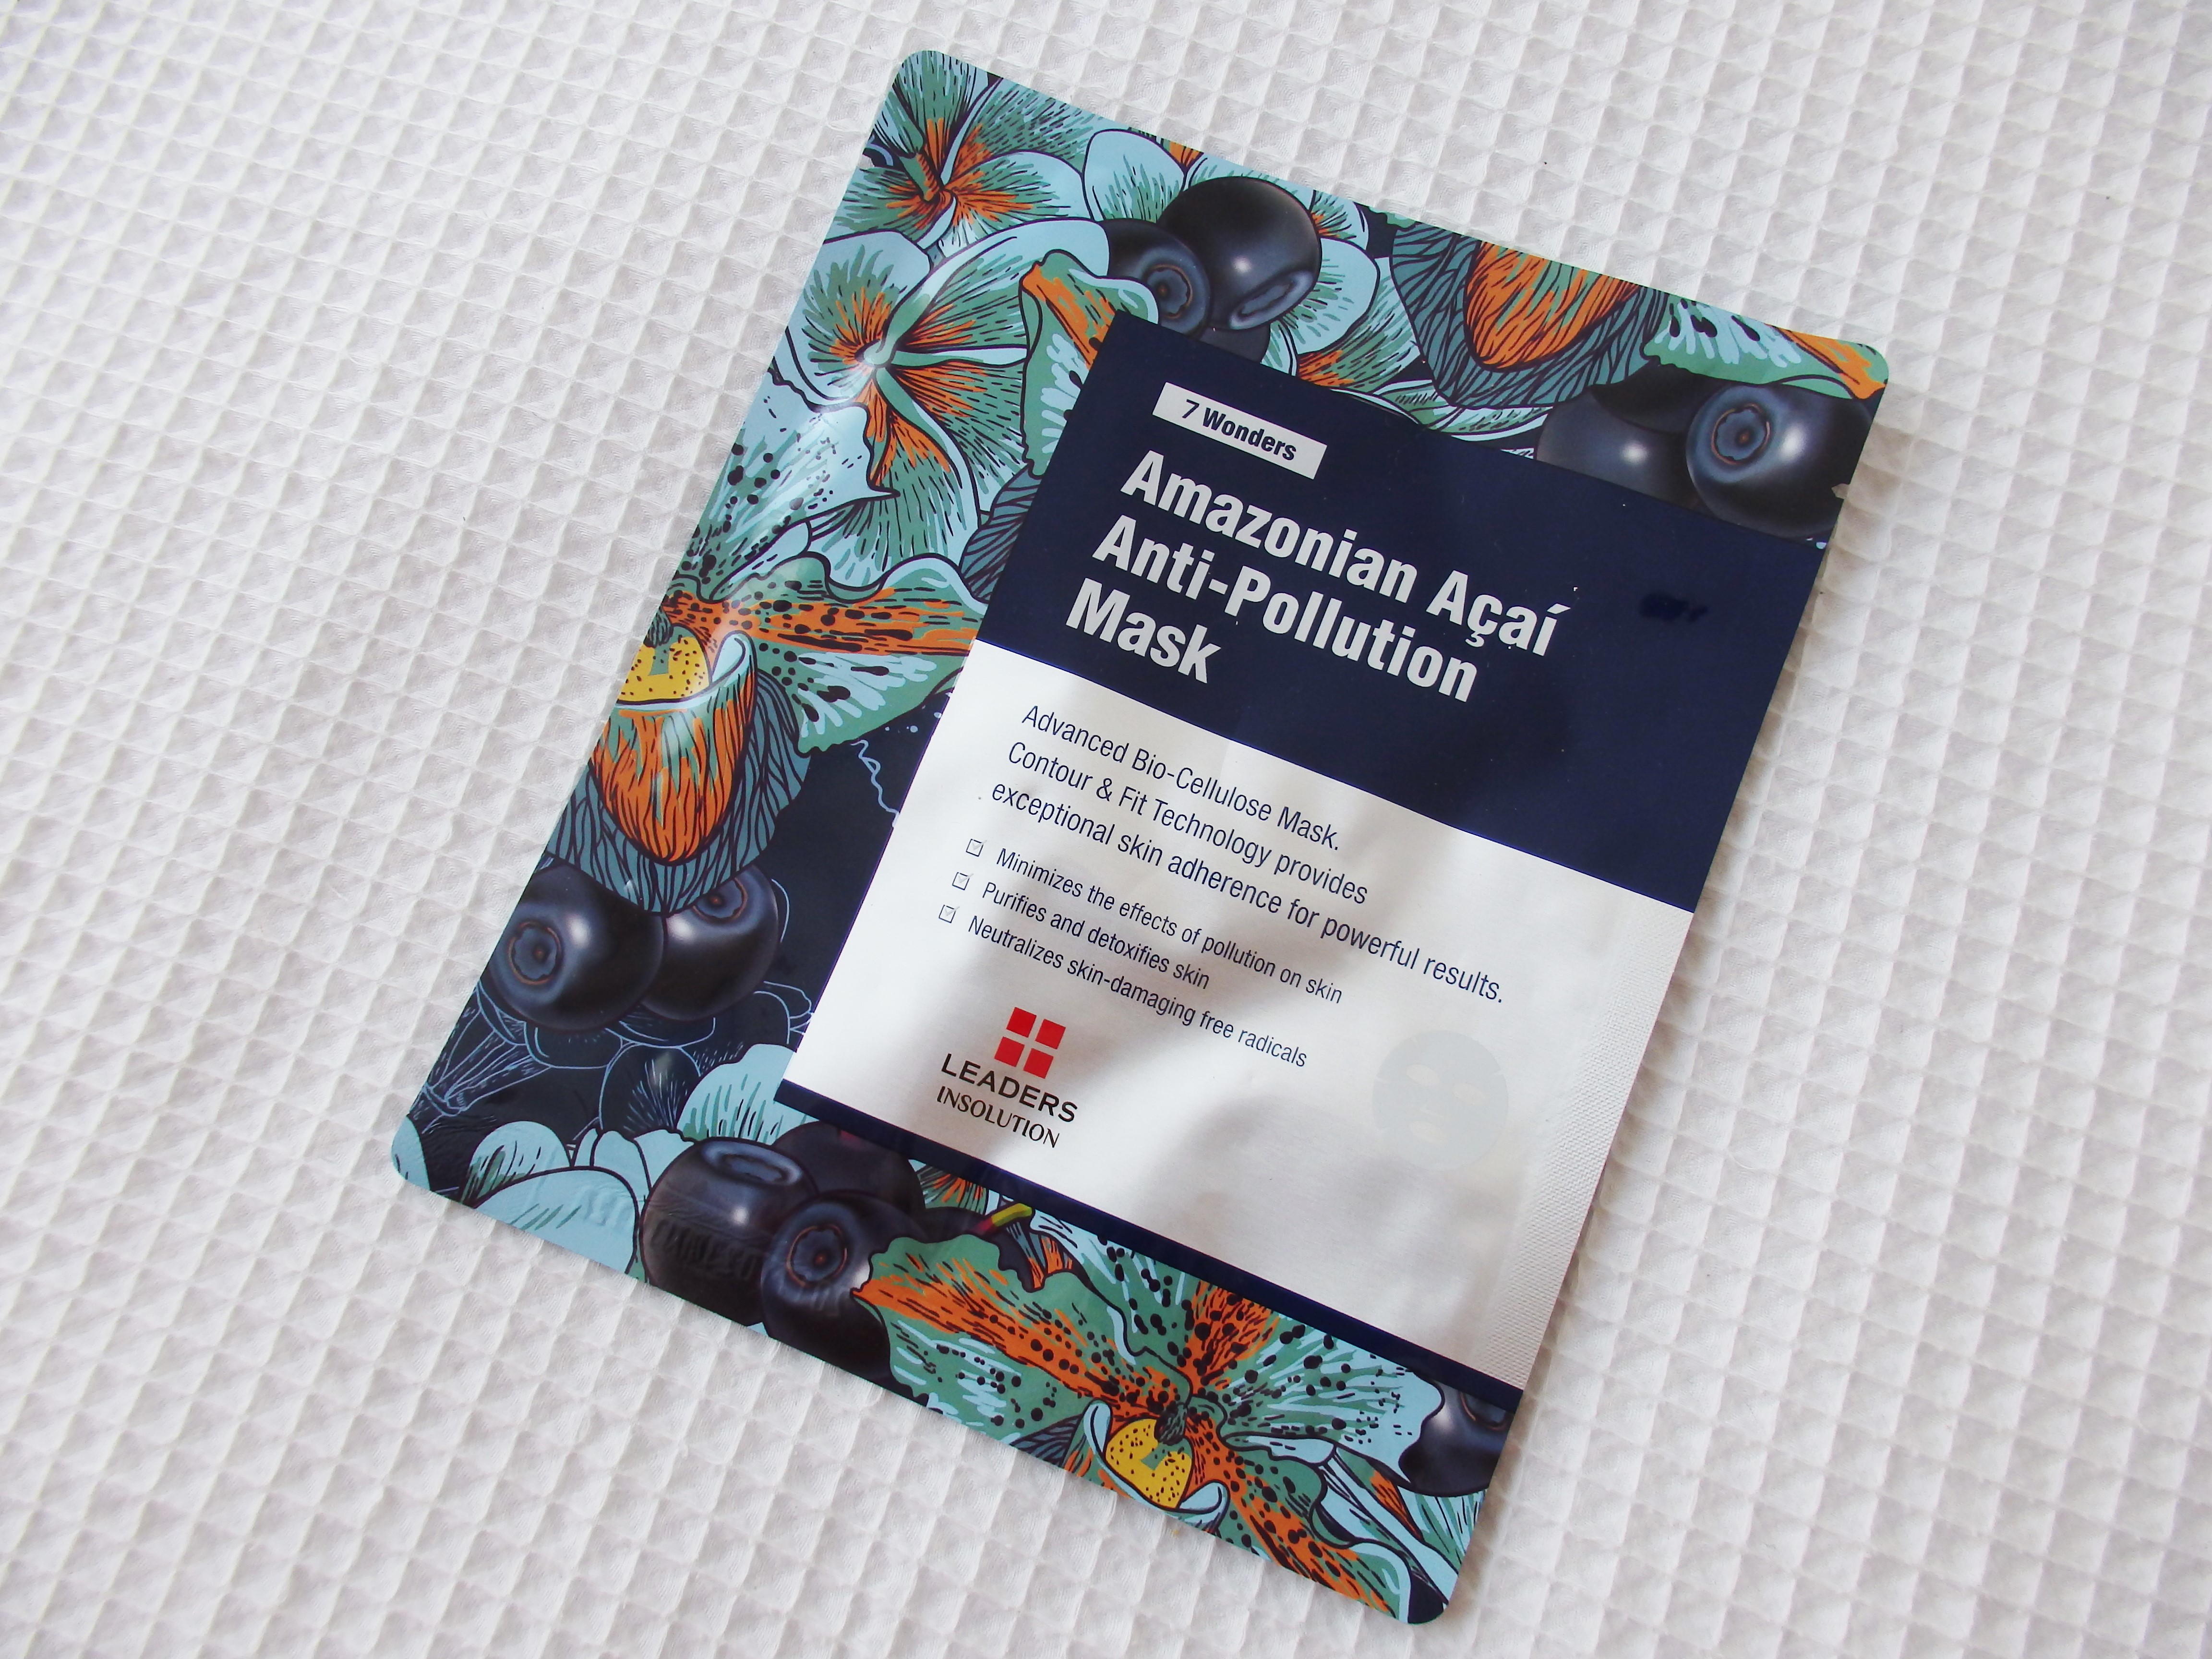 7 Wonders
Amazonian Açaí
Anti-Pollution
Mask
Advanced Bio-Cellulose Mask.
Contour & Fit Technology provides
exceptional skin adherence for powerful results.
Minimizes the effects of pollution on skin
Purifies and detoxifies skin
Neutralizes skin-damaging free radicals
LEADERS
INSOLUTION